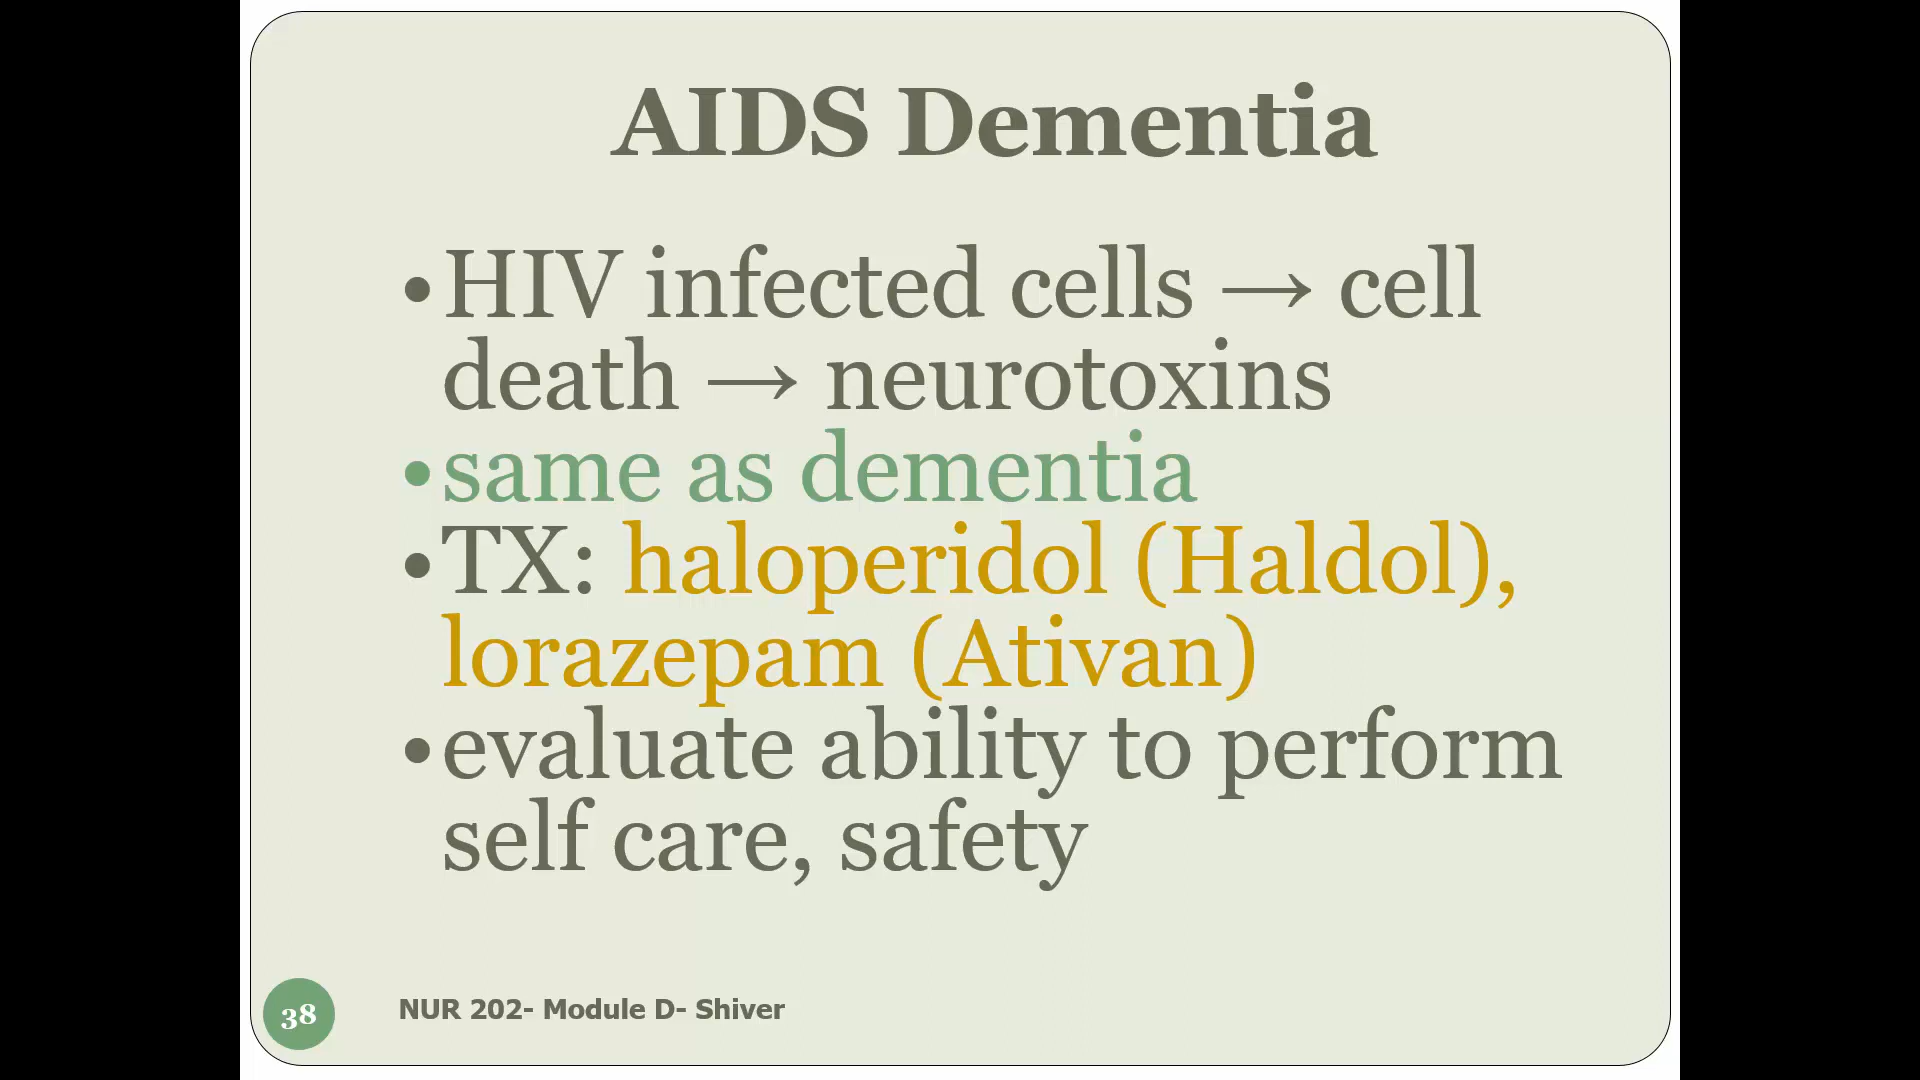 AIDS Dementia
•HIV infected cells → cell
death → neurotoxins
•same as dementia
•TX: haloperidol (Haldol),
lorazepam (Ativan)
•evaluate ability to perform
self care, safety
38
NUR 202- Module D- Shiver